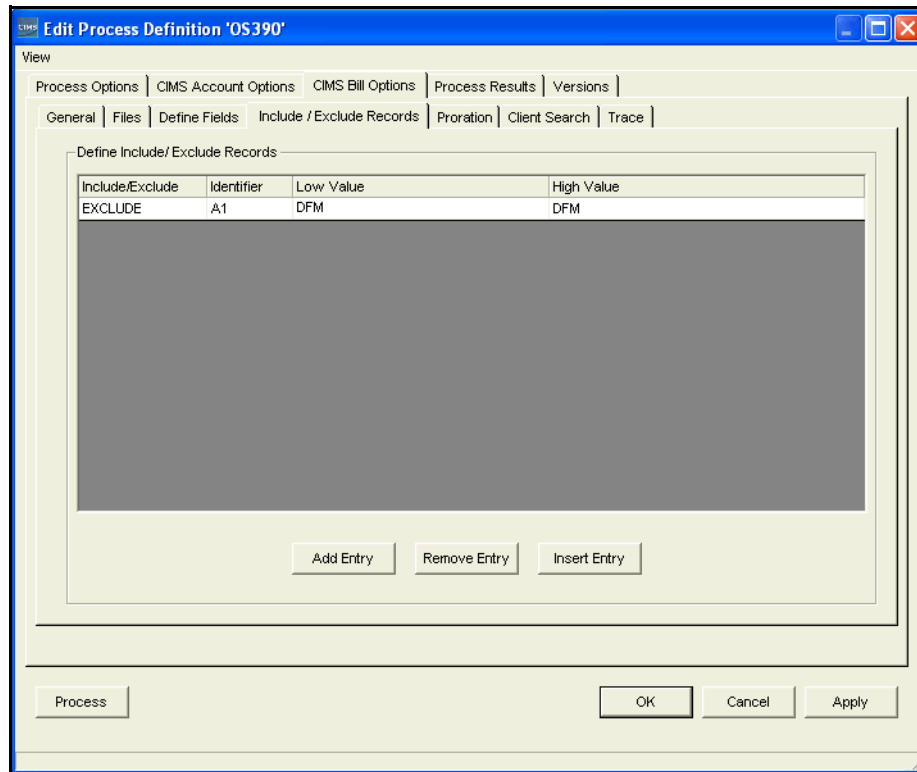 CIMS Edit Process Definition 'OS390'
View
Process Options CIMS Account Options CIMS Bill Options Process Results Versions
General Files Define Fields Include / Exclude Records Proration Client Search Trace
Define Include/ Exclude Records
Include/Exclude Identifier Low Value High Value
EXCLUDE A1 DFM DFM
Add Entry Remove Entry Insert Entry
Process OK Cancel Apply